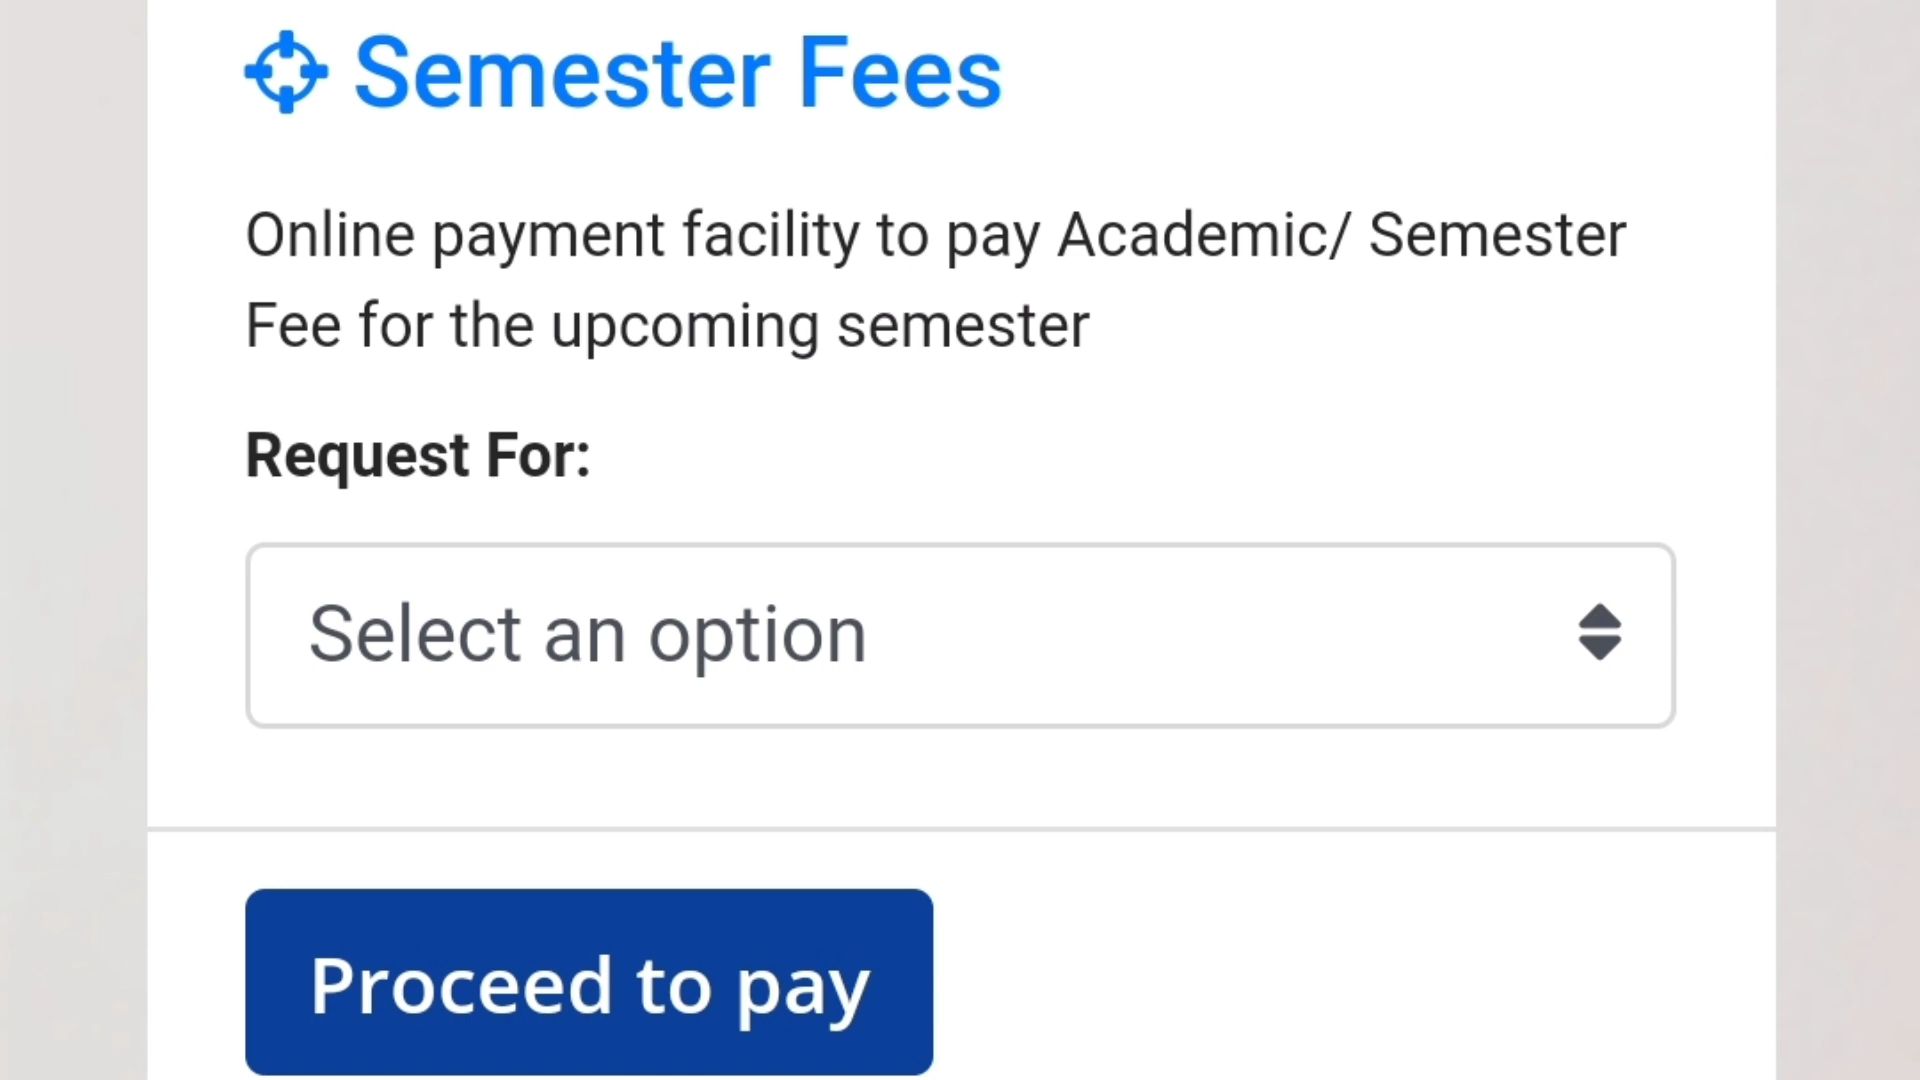 Semester Fees
Online payment facility to pay Academic/ Semester
Fee for the upcoming semester
Request For:
Select an option
Proceed to pay